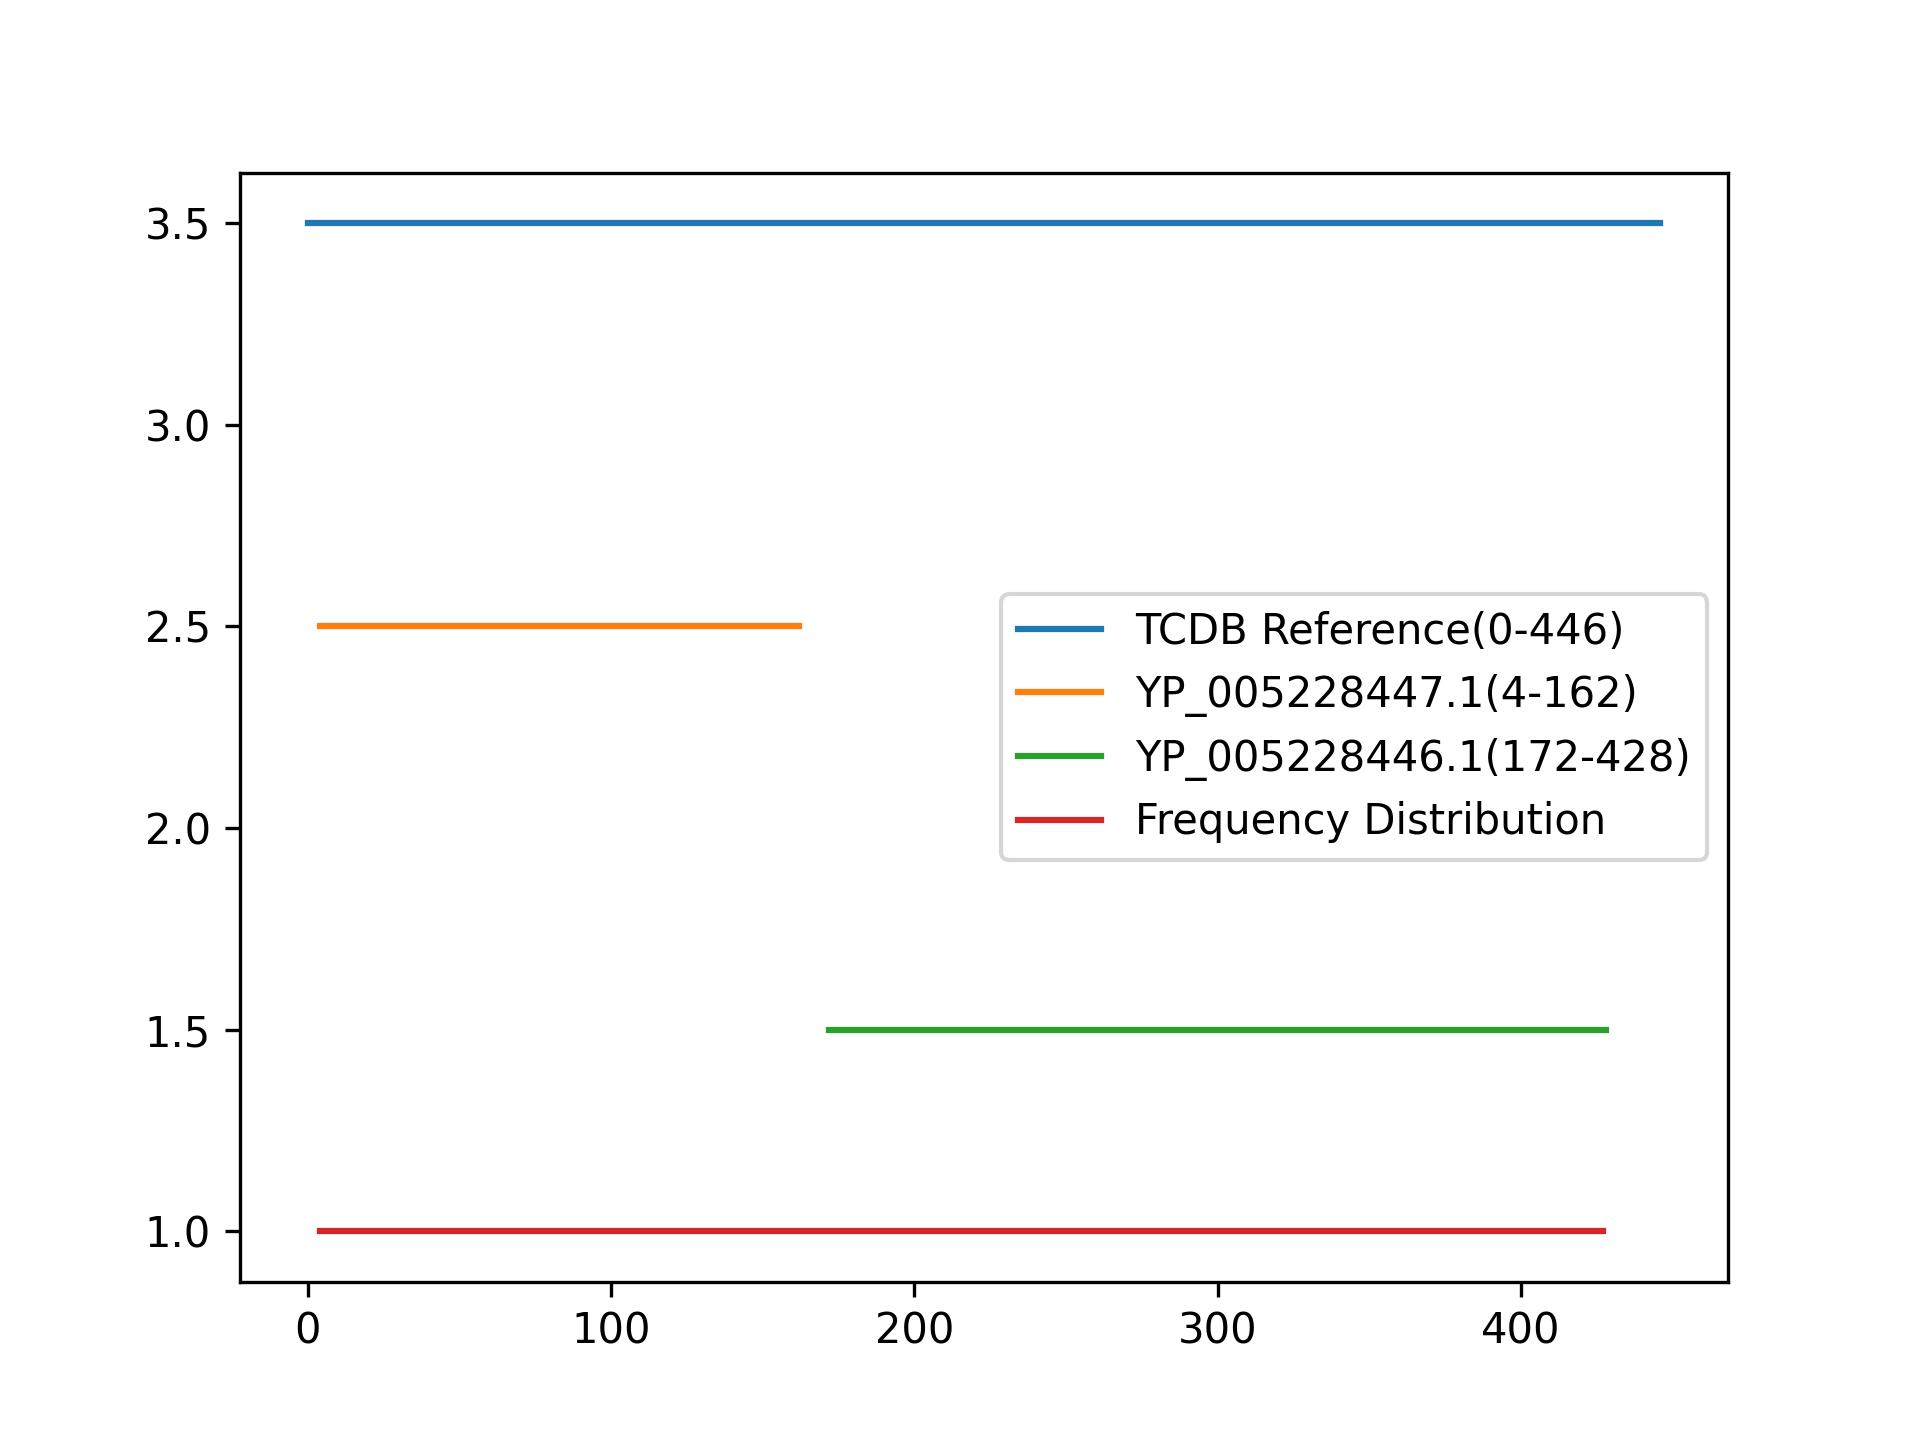 3.5
3.0
2.5
2.0
1.5
1.0
TCDB Reference(0-446)
YP_005228447.1(4-162)
YP_005228446.1(172-428)
Frequency Distribution
0 100 200 300 400